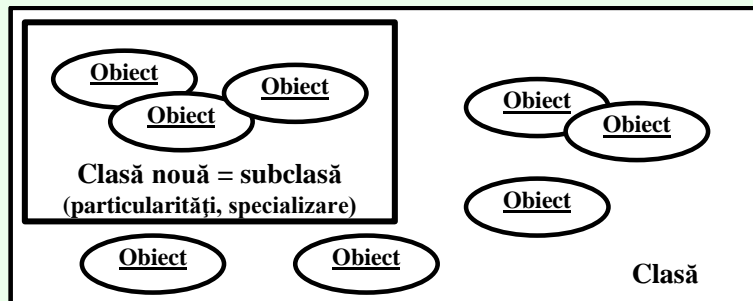 Obiect
Obiect
Obiect
Clasă nouă = subclasă
(particularităţi, specializare)
Obiect
Obiect
Obiect
Obiect
Obiect
Clasă